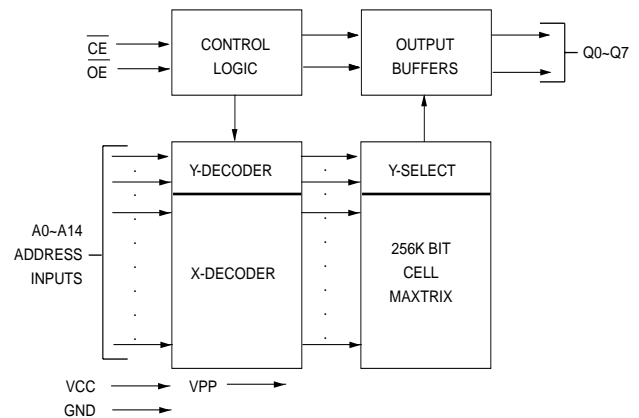 CE
OE
CONTROL
LOGIC
OUTPUT
BUFFERS
Q0~Q7
A0~A14
ADDRESS
INPUTS
Y-DECODER
X-DECODER
Y-SELECT
256K BIT
CELL
MAXTRIX
VCC
VPP
GND